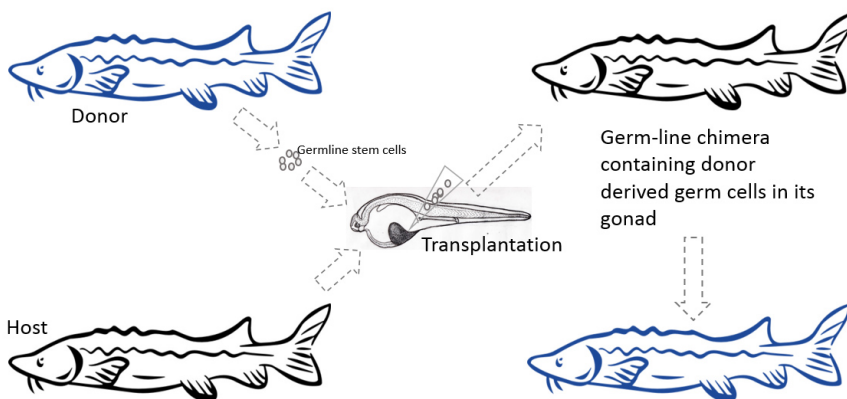 Donor
Germline stem cells
Transplantation
Host
Germ-line chimera
containing donor
derived germ cells in its
gonad